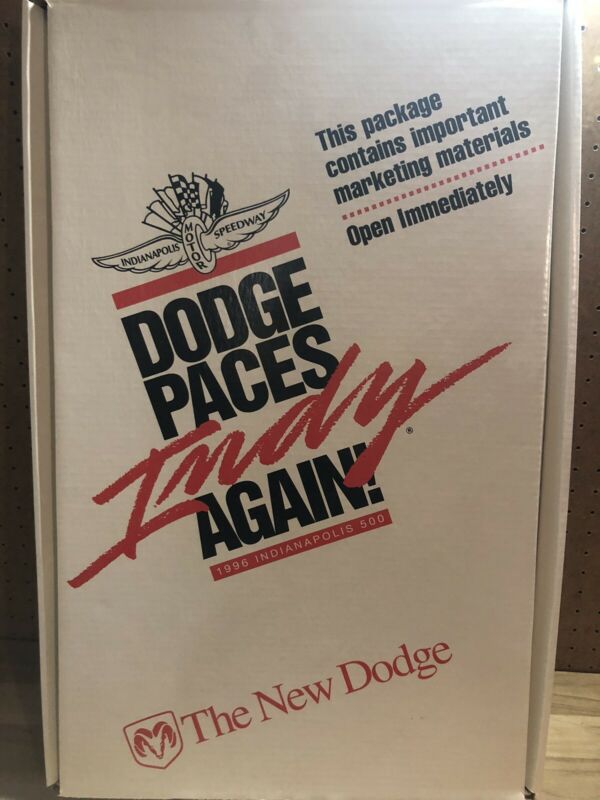 This package
contains important
marketing materials
Open Immediately
INDIANAPOLIS MOTOR SPEEDWAY
DODGE
PACES
Indy®
AGAIN!
1996 INDIANAPOLIS 500
The New Dodge